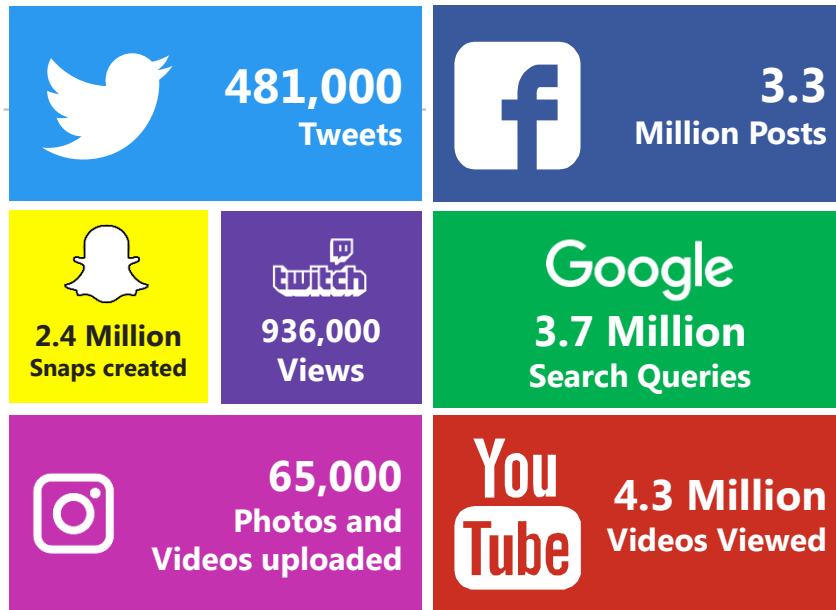 481,000
Tweets
3.3
Million Posts
2.4 Million
Snaps created
twitch
936,000
Views
Google
3.7 Million
Search Queries
65,000
Photos and
Videos uploaded
You
Tube
4.3 Million
Videos Viewed